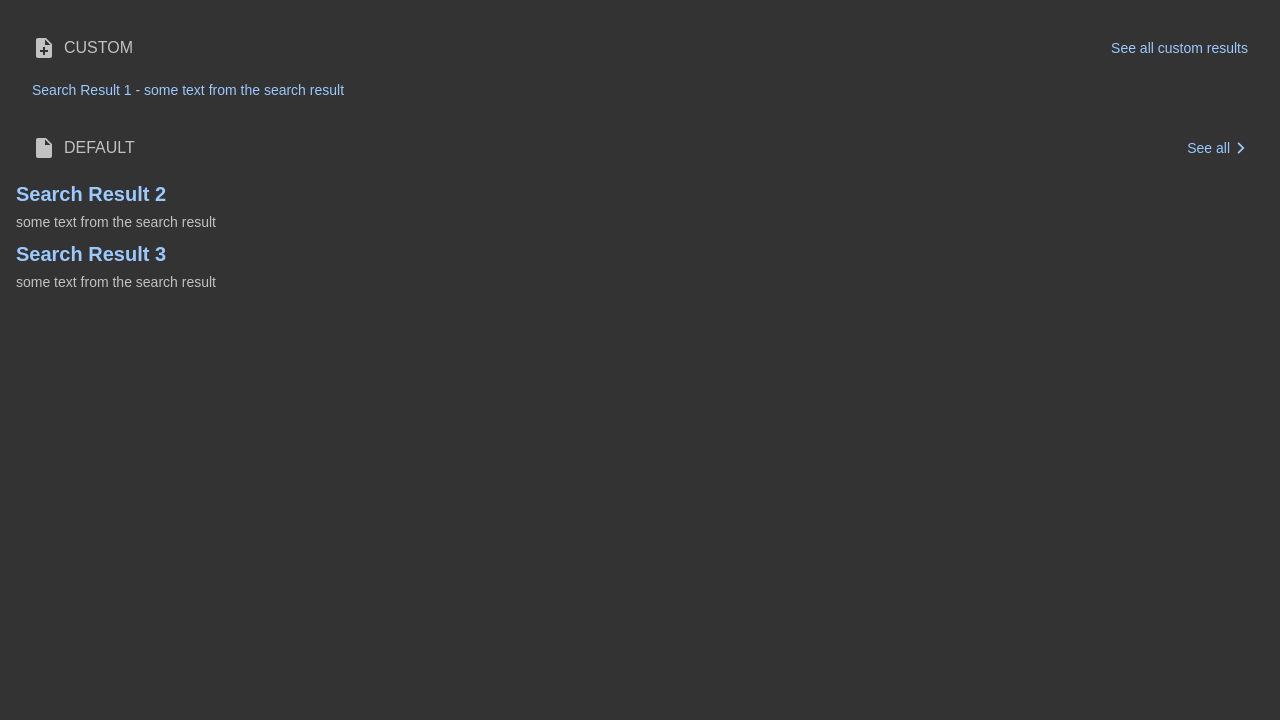 CUSTOM
See all custom results
Search Result 1 - some text from the search result
DEFAULT
See all
Search Result 2
some text from the search result
Search Result 3
some text from the search result